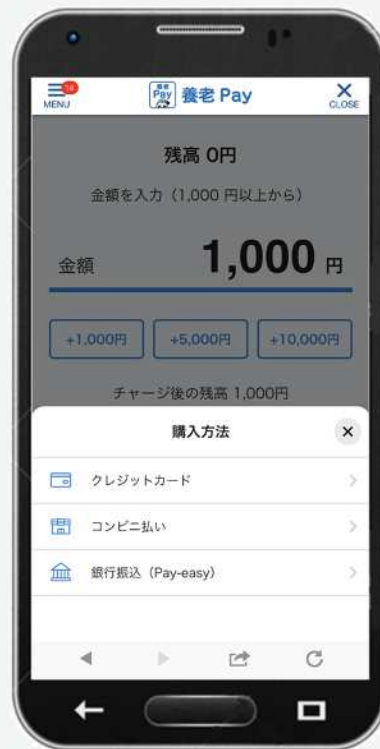 MENU
養老 Pay
CLOSE
残高 0円
金額を入力（1,000 円以上から）
金額 1,000 円
+1,000円 +5,000円 +10,000円
チャージ後の残高 1,000円
購入方法
クレジットカード
コンビニ払い
銀行振込（Pay-easy）